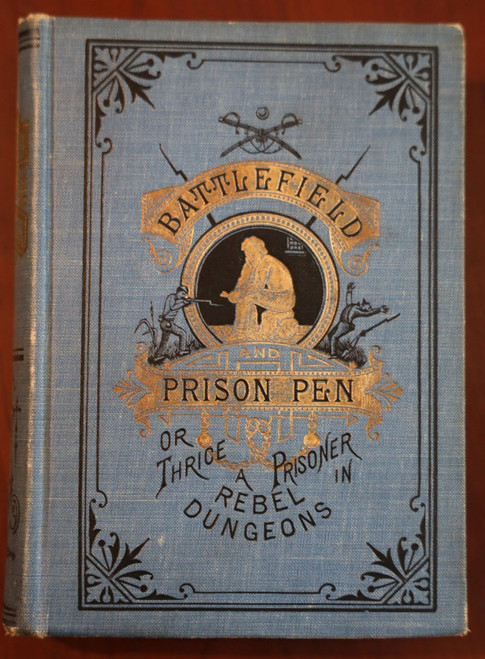 BATTLEFIELD
AND
PRISON PEN
OR
THRICE A PRISONER IN
REBEL
DUNGEONS